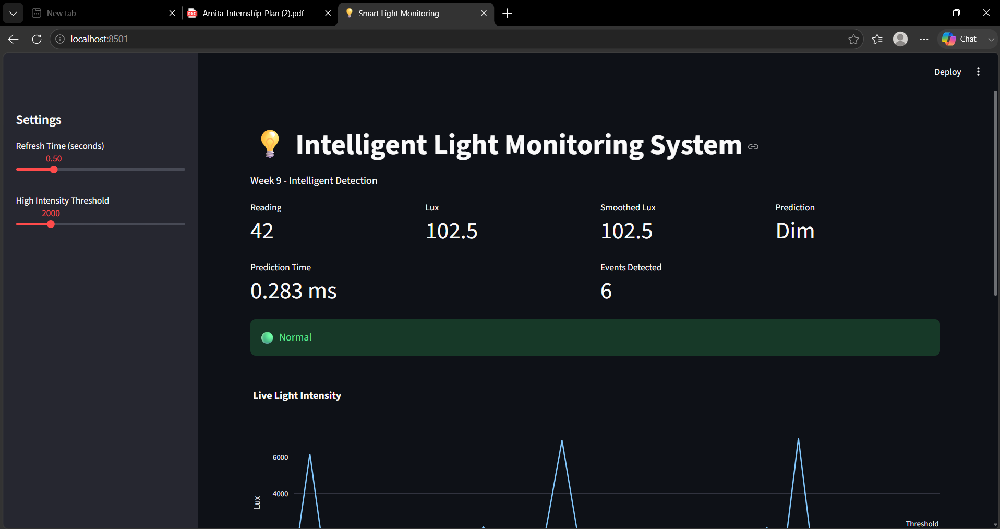 New tab
Arnita_Internship_Plan (2).pdf
Smart Light Monitoring
localhost:8501
Chat
Deploy
Settings
Refresh Time (seconds)
0.50
High Intensity Threshold
2000
Intelligent Light Monitoring System
Week 9 - Intelligent Detection
Reading
42
Lux
102.5
Smoothed Lux
102.5
Prediction
Dim
Prediction Time
0.283 ms
Events Detected
6
Normal
Live Light Intensity
6000
4000
Lux
Threshold